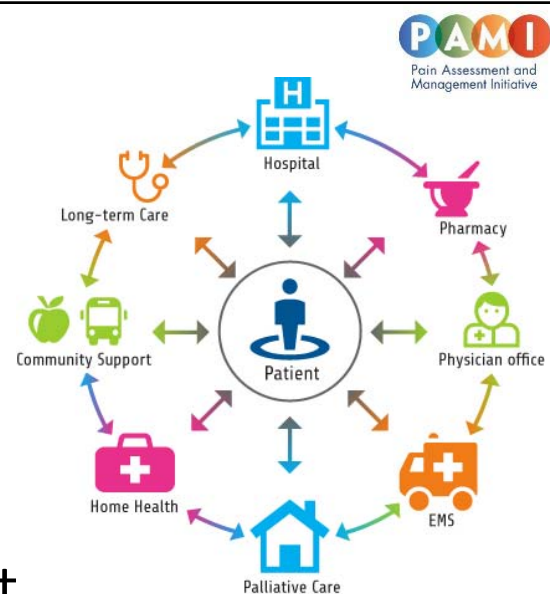 PAMI
Pain Assessment and
Management Initiative
H
Hospital
Long-term Care
Pharmacy
Community Support
Patient
Physician office
Home Health
EMS
Palliative Care